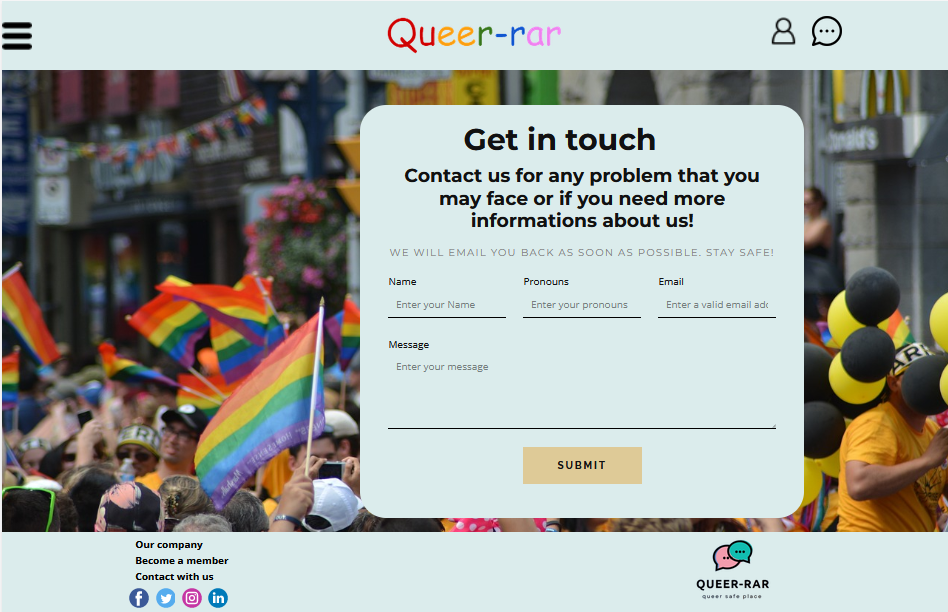 Queer-rar
Donald's
Get in touch
Contact us for any problem that you
may face or if you need more
informations about us!
WE WILL EMAIL YOU BACK AS SOON AS POSSIBLE. STAY SAFE!
Name Pronouns Email
Enter your Name Enter your pronouns Enter a valid email add
Message
Enter your message
SUBMIT
Our company
Become a member
Contact with us
QUEER-RAR
queer safe place